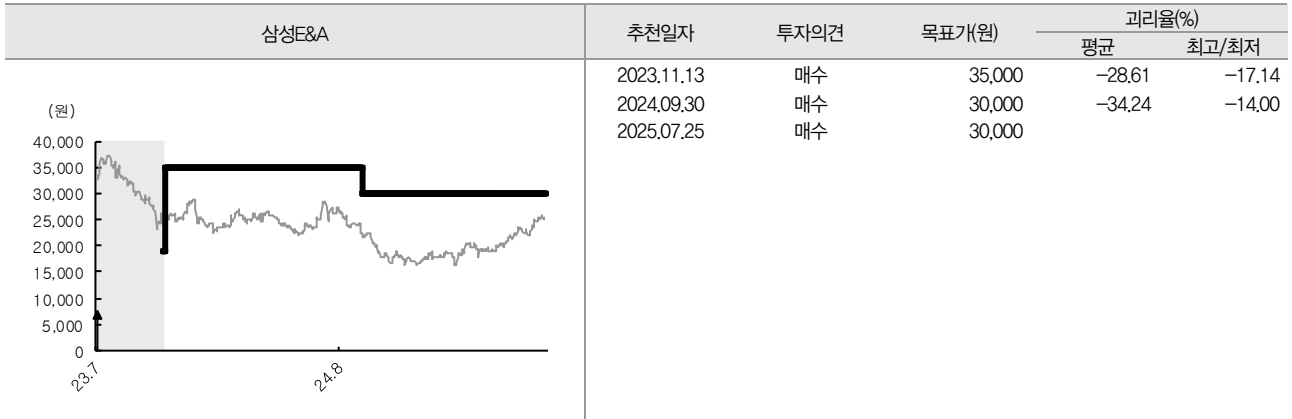 삼성E&A 추천일자 투자의견 목표가(원) 괴리율(%)
평균 최고/최저
2023.11.13 매수 35,000 -28.61 -17.14
2024.09.30 매수 30,000 -34.24 -14.00
2025.07.25 매수 30,000
(원)
40,000
35,000
30,000
25,000
20,000
15,000
10,000
5,000
0
23.7 24.8